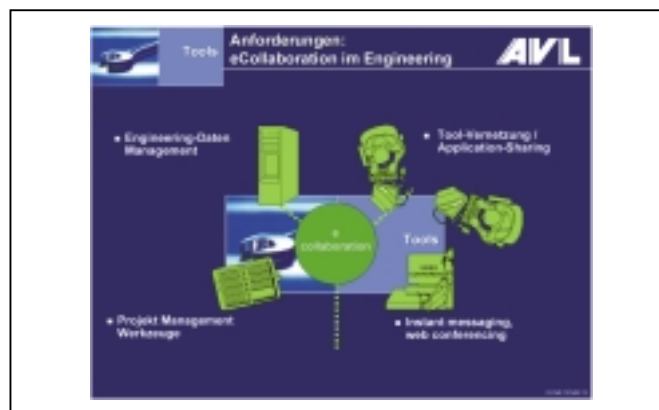 Tools
Anforderungen:
eCollaboration im Engineering
AVL
Engineering-Daten
Management
Tool-Vernetzung /
Application-Sharing
e
collaboration
Tools
Projekt Management
Werkzeuge
Instant messaging,
web conferencing